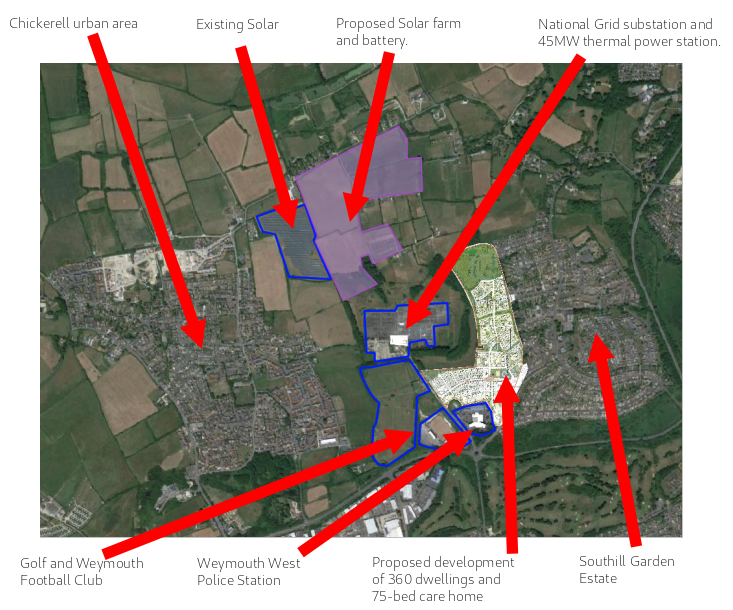 Chickerell urban area
Existing Solar
Proposed Solar farm
and battery.
National Grid substation and
45MW thermal power station.
Golf and Weymouth
Football Club
Weymouth West
Police Station
Proposed development
of 360 dwellings and
75-bed care home
Southill Garden
Estate